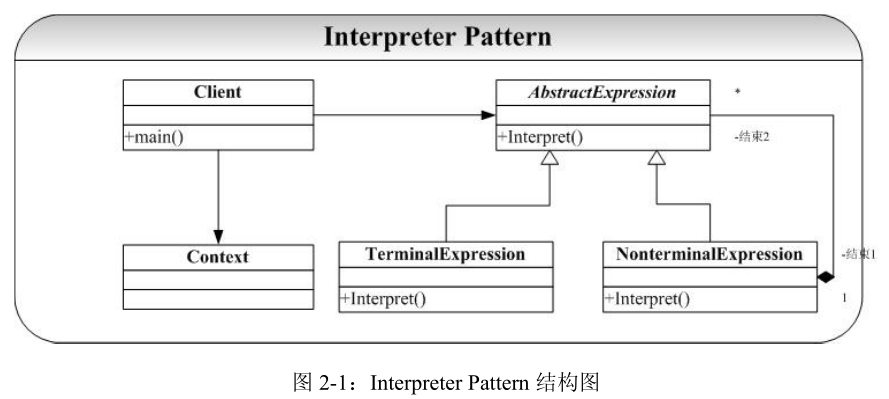 Interpreter Pattern
Client
+main()
AbstractExpression
+Interpret()
*
-结束2
Context
TerminalExpression
+Interpret()
NonterminalExpression
+Interpret()
-结束1
1
图 2-1：Interpreter Pattern 结构图